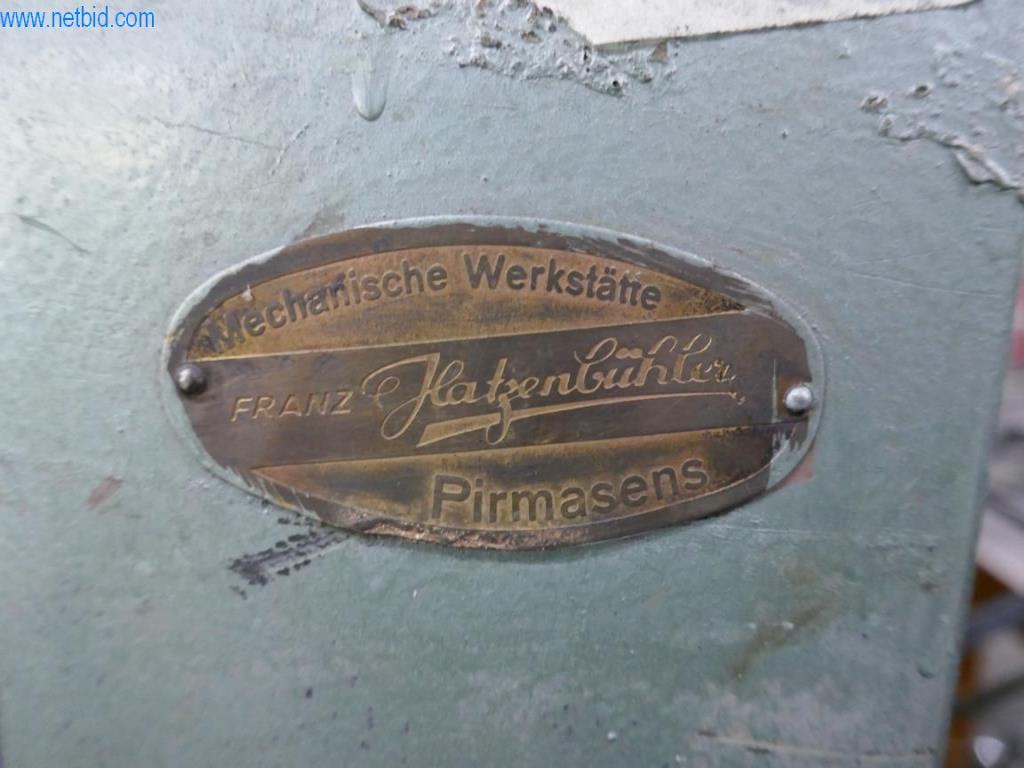 www.netbid.com
Mechanische Werkstätte
FRANZ Hatzenbühler
Pirmasens